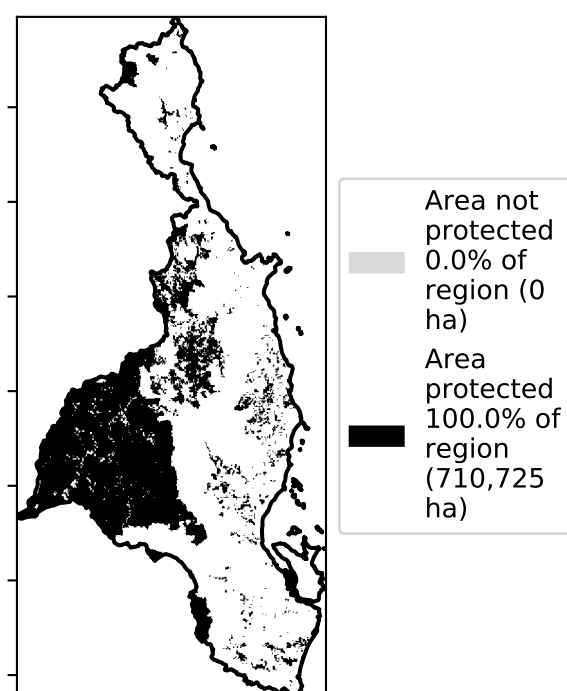 Area not
protected
0.0% of
region (0
ha)
Area
protected
100.0% of
region
(710,725
ha)